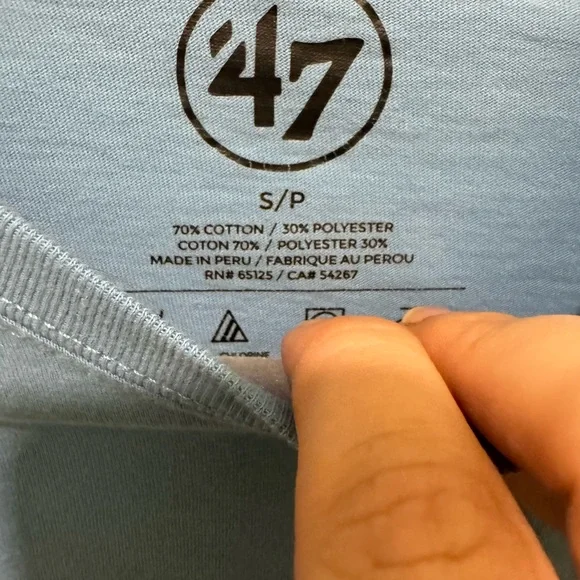 '47
S/P
70% COTTON / 30% POLYESTER
COTON 70% / POLYESTER 30%
MADE IN PERU / FABRIQUE AU PEROU
RN# 65125 / CA# 54267
CHLORINE